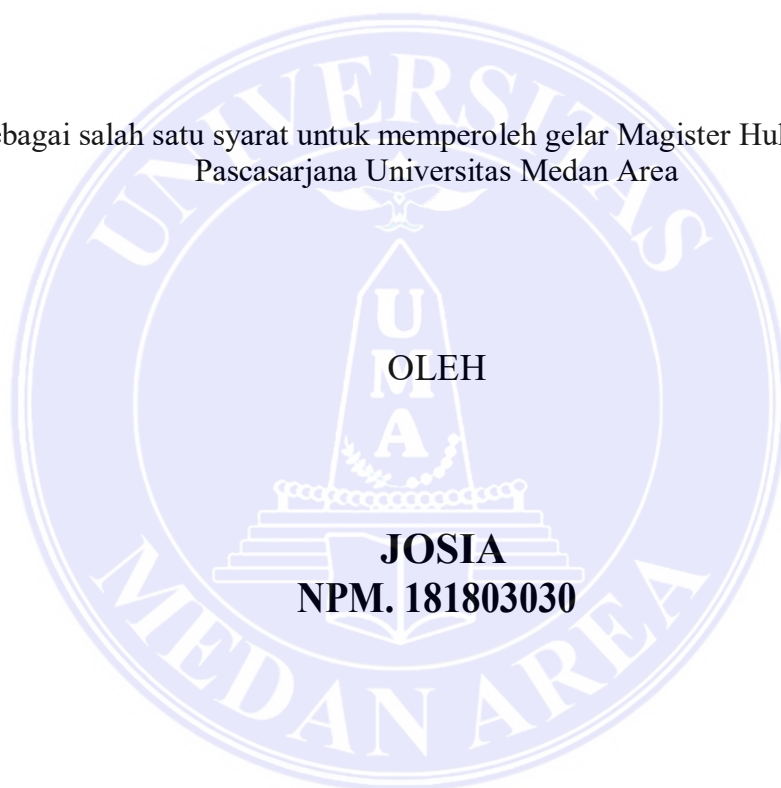 salah satu syarat untuk memperoleh gelar Magister
Pascasarjana Universitas Medan Area
OLEH
JOSIA
NPM. 181803030
UNIVERSITAS
MEDAN AREA
U
M
A